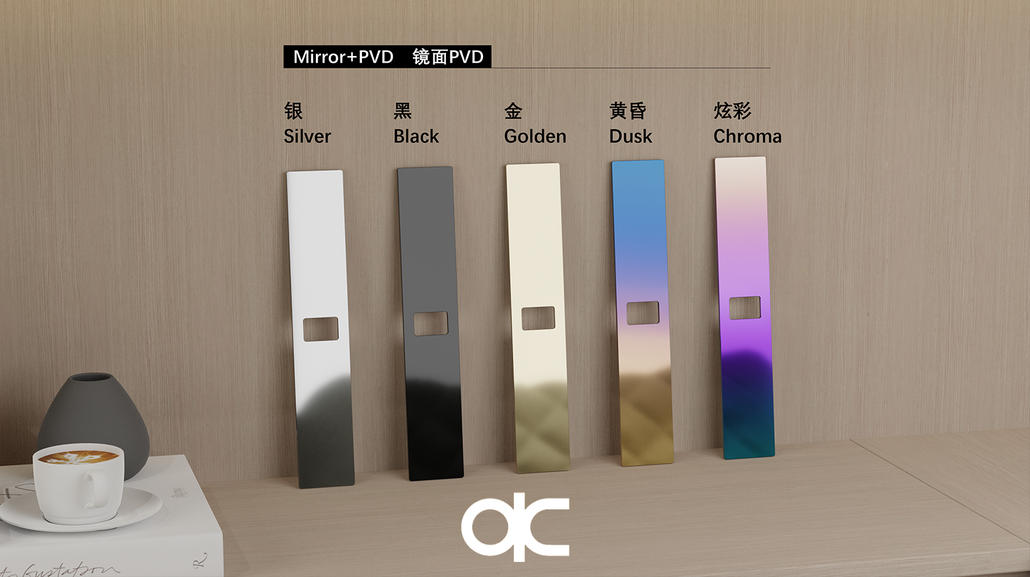 Mirror+PVD 镜面PVD
银
Silver
黑
Black
金
Golden
黄昏
Dusk
炫彩
Chroma
R.